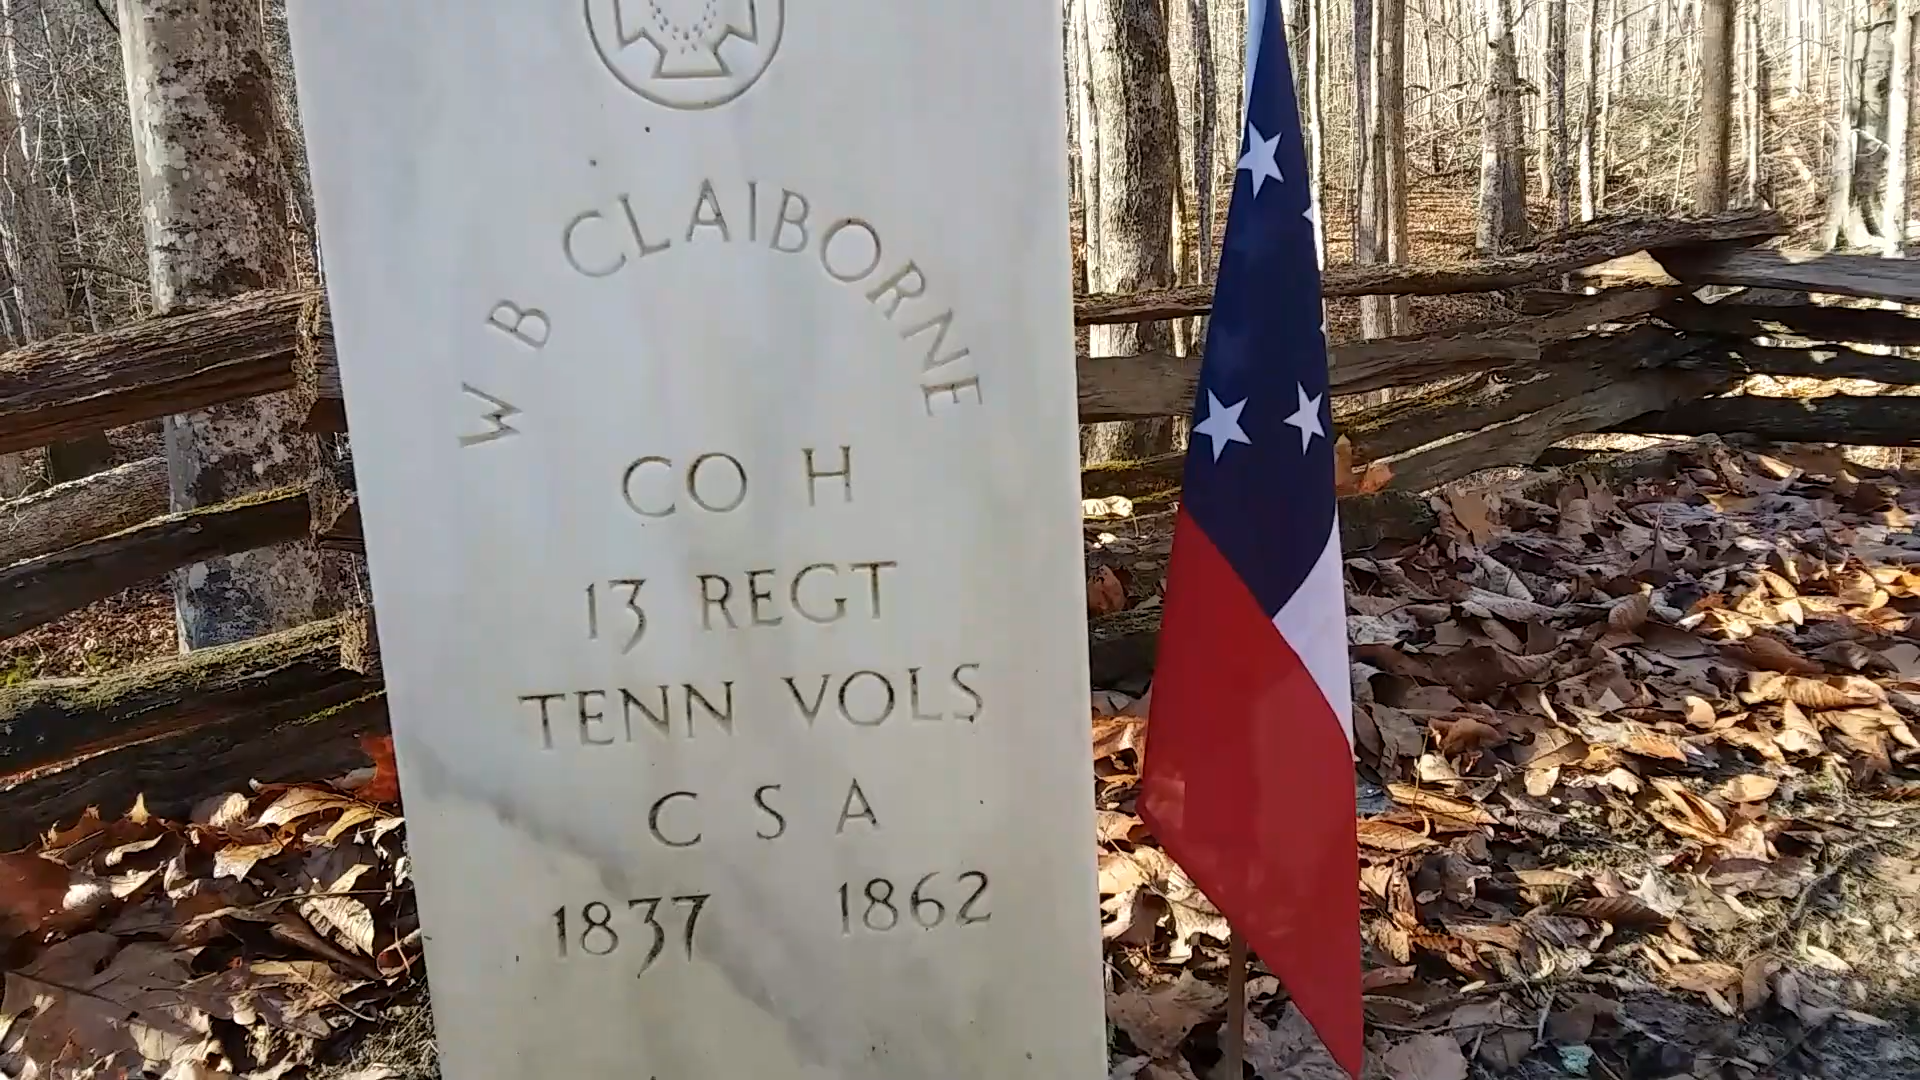 W B CLAIBORNE
CO H
13 REGT
TENN VOLS
C S A
1837 1862